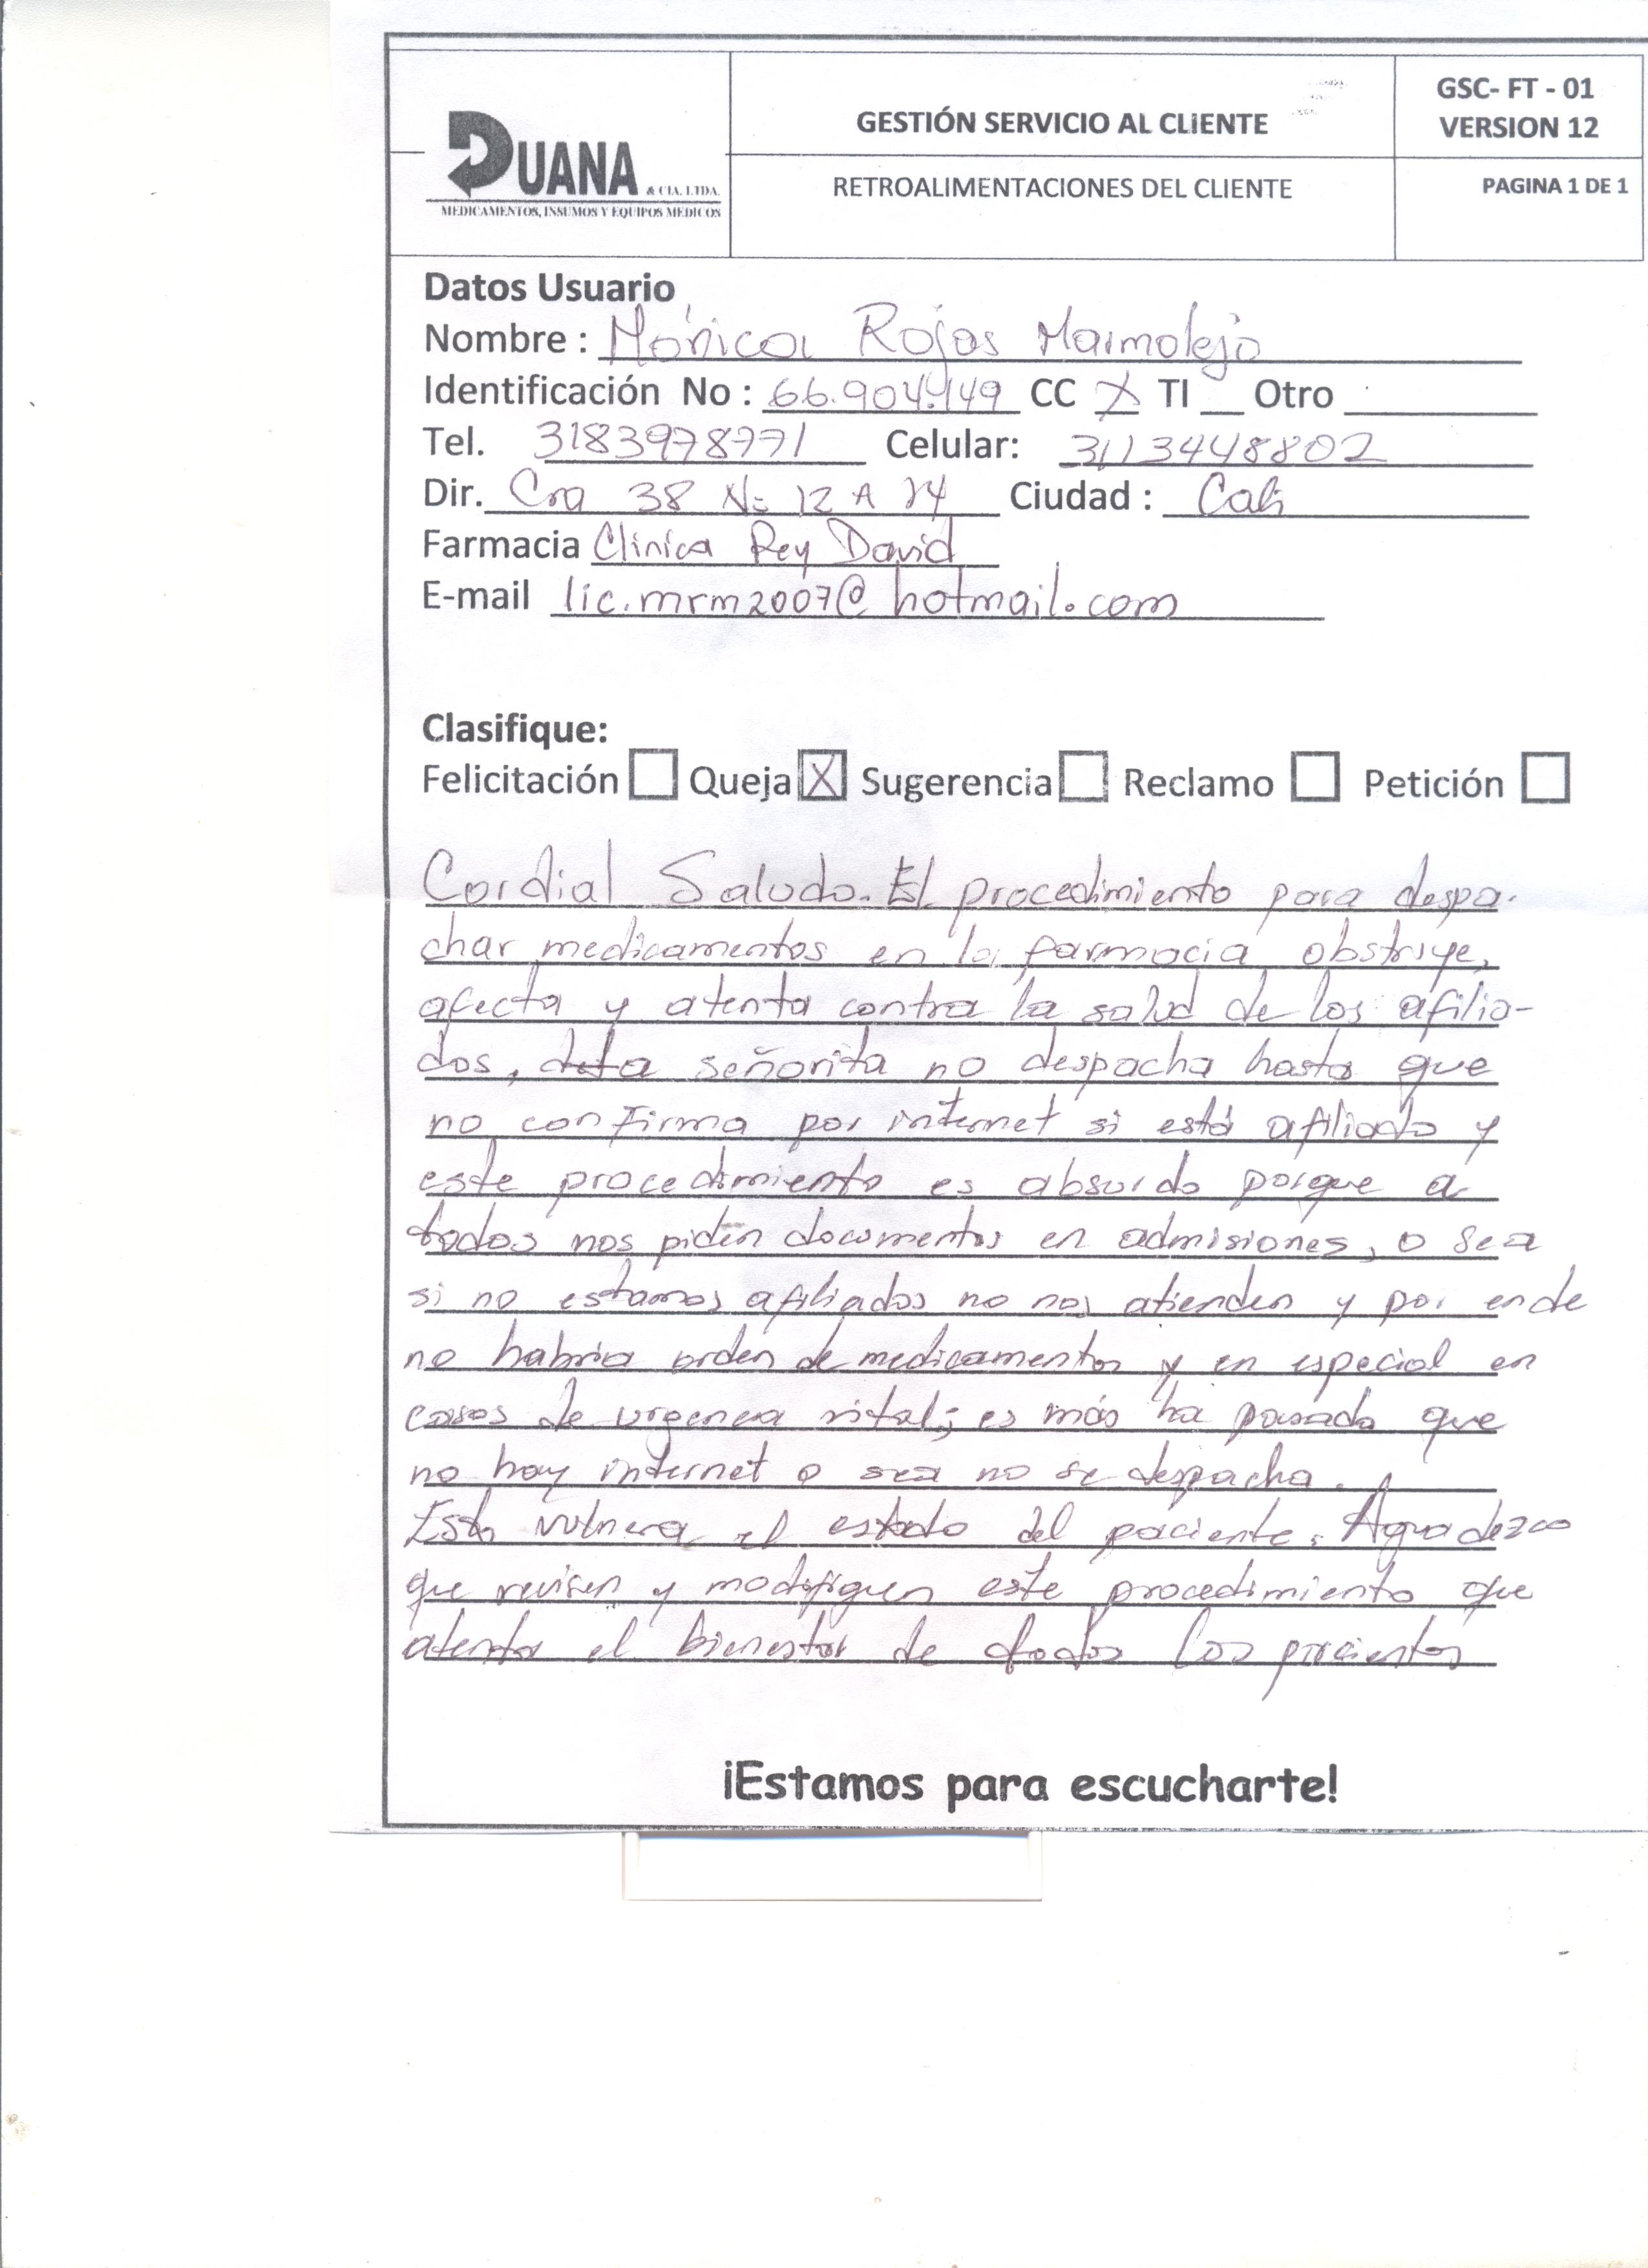 DUANA & CIA. LTDA.
MEDICAMENTOS, INSUMOS Y EQUIPOS MEDICOS
GESTIÓN SERVICIO AL CLIENTE
RETROALIMENTACIONES DEL CLIENTE
GSC- FT - 01
VERSION 12
PAGINA 1 DE 1
Datos Usuario
Nombre : Mónica Rojas Marmolejo
Identificación No : 66.904.149 CC X TI __ Otro
Tel. 3183978771 Celular: 3113448802
Dir. Cra 38 No 12 A 74 Ciudad : Cali
Farmacia Clínica Rey David
E-mail lic.mrm2007@hotmail.com
Clasifique:
Felicitación Queja X Sugerencia Reclamo Petición
Cordial Saludo. El procedimiento para despa-
char medicamentos en la farmacia obstruye,
afecta y atenta contra la salud de los afilia-
dos, la señorita no despacha hasta que
no confirma por internet si está afiliado y
este procedimiento es absurdo porque a
todos nos piden documentos en admisiones, o sea
si no estamos afiliados no nos atienden y por ende
no habria orden de medicamentos y en especial en
casos de urgencia vital; es más ha pasado que
no hay internet o sea no se despacha.
Esto vulnera el estado del paciente. Agradezco
que revisen y modifiquen este procedimiento que
atenta el bienestar de todos los pacientes
¡Estamos para escucharte!